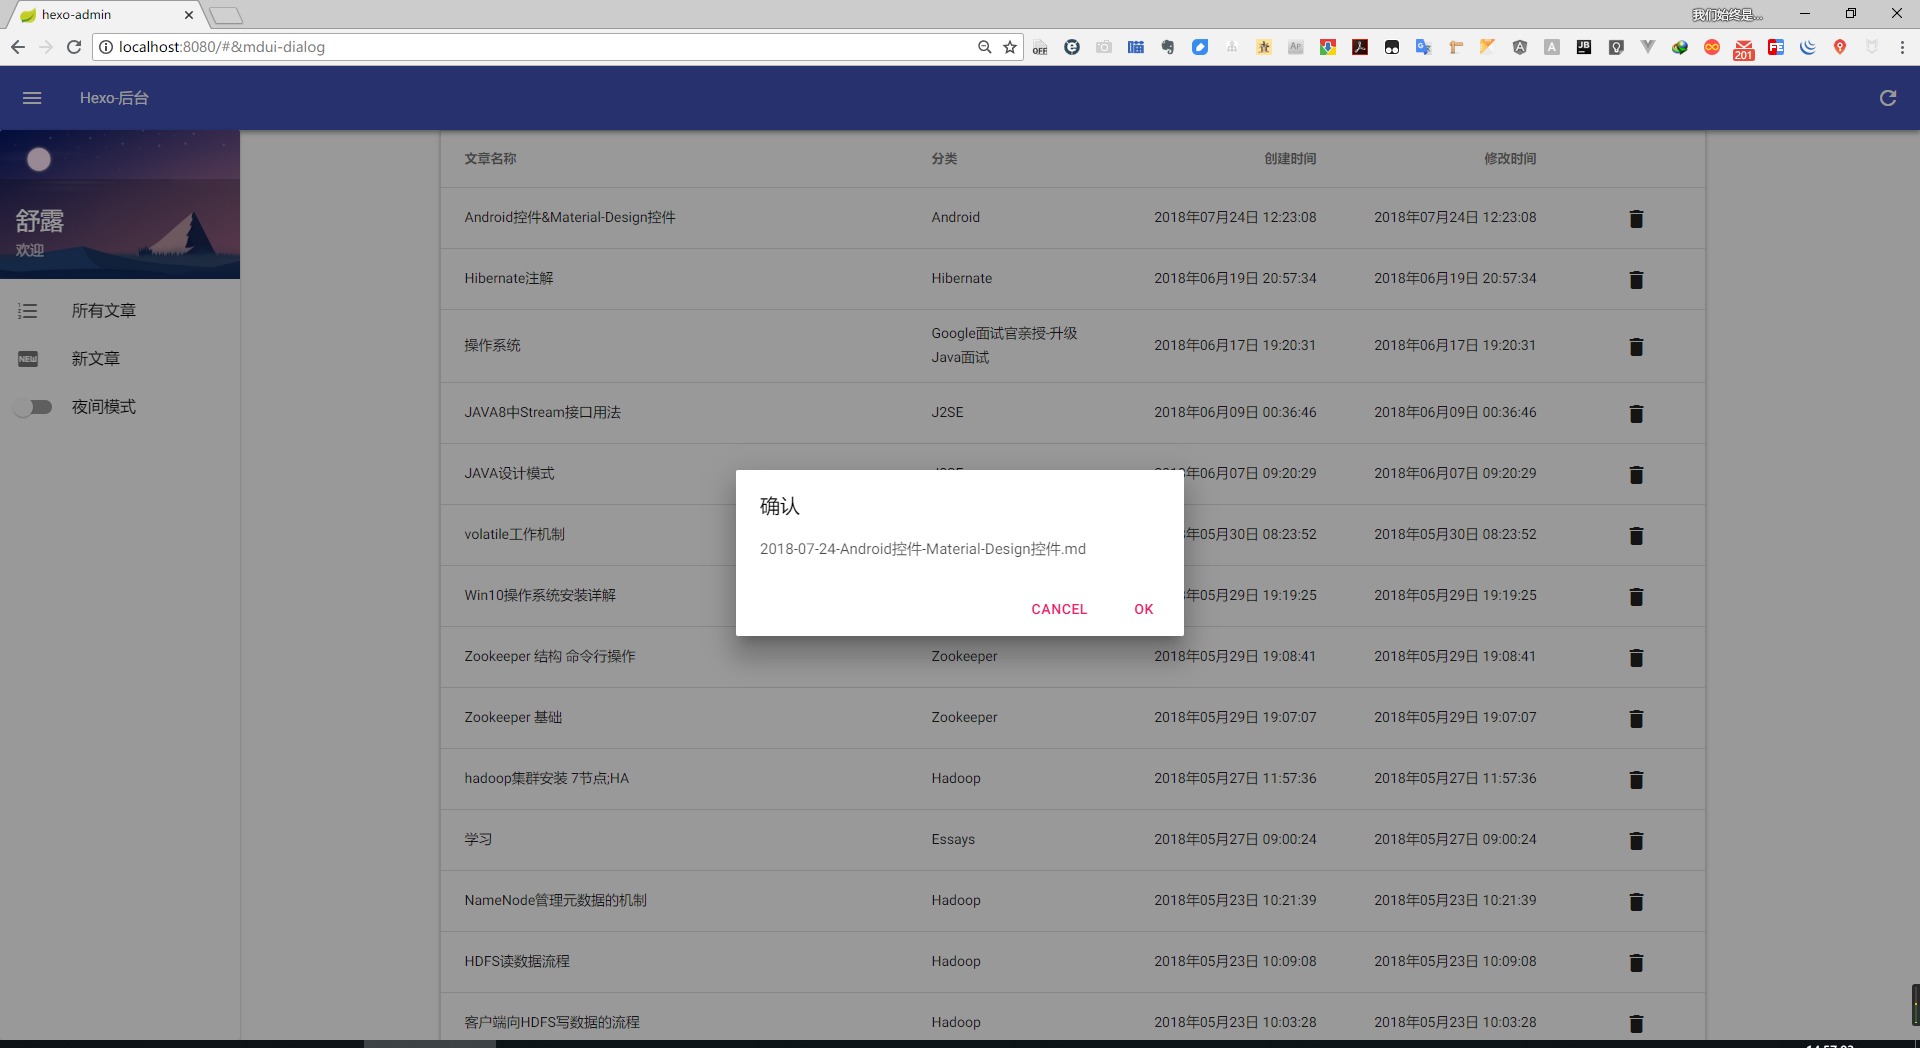 hexo-admin
我们始终是...
localhost:8080/#&mdui-dialog
OFF
201
Hexo-后台
舒露
欢迎
所有文章
NEW
新文章
夜间模式
文章名称 分类 创建时间 修改时间
Android控件&Material-Design控件 Android 2018年07月24日 12:23:08 2018年07月24日 12:23:08
Hibernate注解 Hibernate 2018年06月19日 20:57:34 2018年06月19日 20:57:34
操作系统 Google面试官亲授-升级 2018年06月17日 19:20:31 2018年06月17日 19:20:31
Java面试
JAVA8中Stream接口用法 J2SE 2018年06月09日 00:36:46 2018年06月09日 00:36:46
JAVA设计模式 年06月07日 09:20:29 2018年06月07日 09:20:29
volatile工作机制 年05月30日 08:23:52 2018年05月30日 08:23:52
Win10操作系统安装详解 年05月29日 19:19:25 2018年05月29日 19:19:25
Zookeeper 结构 命令行操作 Zookeeper 2018年05月29日 19:08:41 2018年05月29日 19:08:41
Zookeeper 基础 Zookeeper 2018年05月29日 19:07:07 2018年05月29日 19:07:07
hadoop集群安装 7节点;HA Hadoop 2018年05月27日 11:57:36 2018年05月27日 11:57:36
学习 Essays 2018年05月27日 09:00:24 2018年05月27日 09:00:24
NameNode管理元数据的机制 Hadoop 2018年05月23日 10:21:39 2018年05月23日 10:21:39
HDFS读数据流程 Hadoop 2018年05月23日 10:09:08 2018年05月23日 10:09:08
客户端向HDFS写数据的流程 Hadoop 2018年05月23日 10:03:28 2018年05月23日 10:03:28
确认
2018-07-24-Android控件-Material-Design控件.md
CANCEL OK